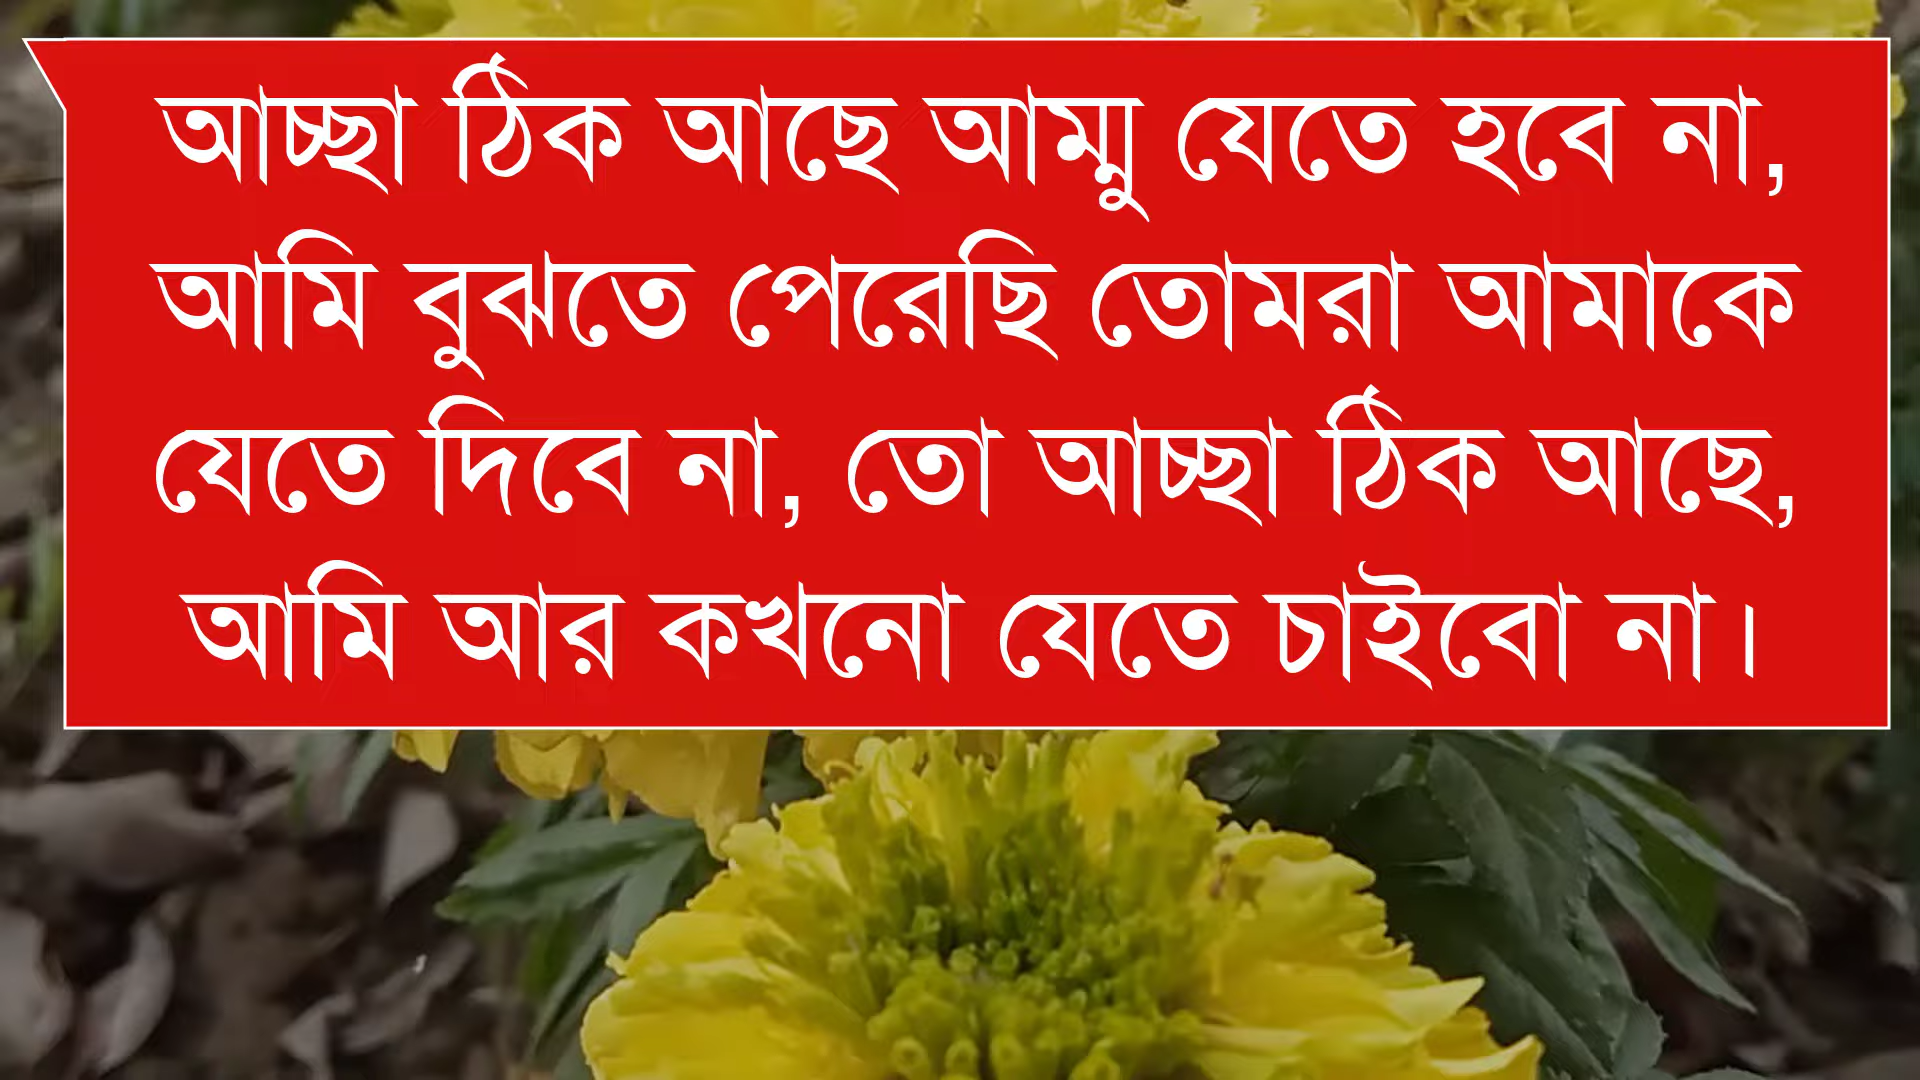 আচ্ছা ঠিক আছে আম্মু যেতে হবে না,
আমি বুঝতে পেরেছি তোমরা আমাকে
যেতে দিবে না, তো আচ্ছা ঠিক আছে,
আমি আর কখনো যেতে চাইবো না।